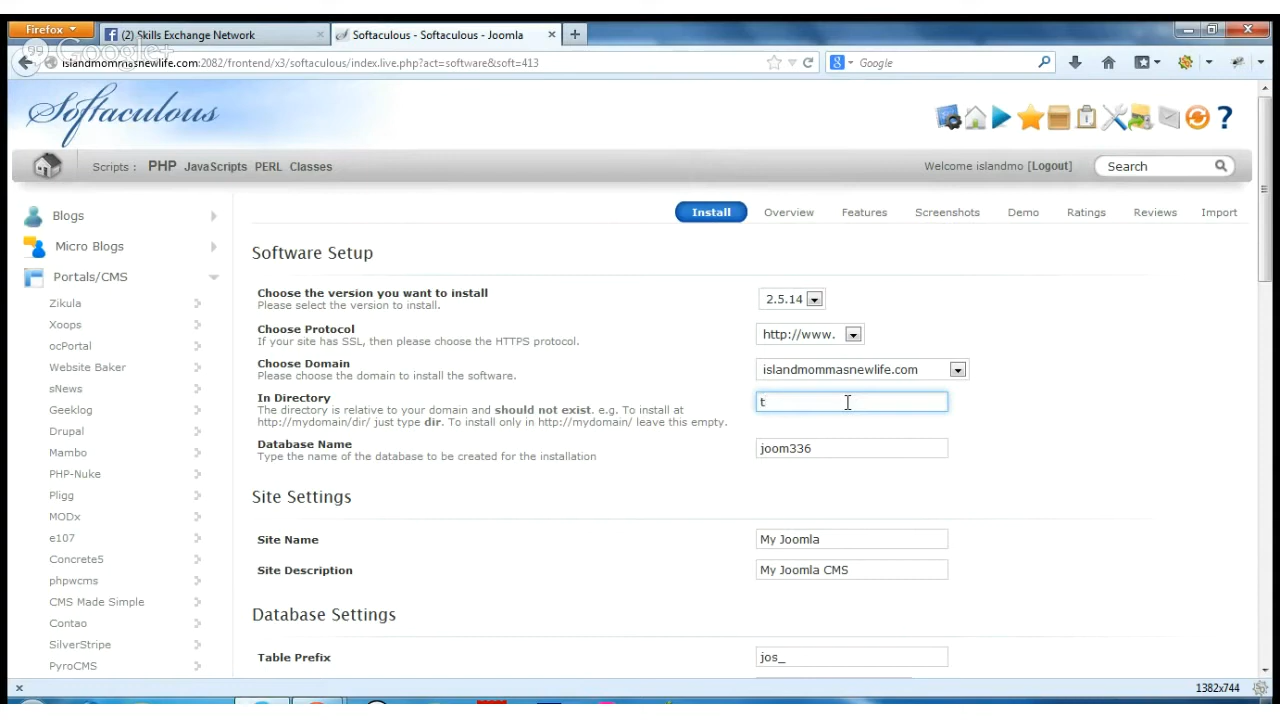 Firefox
(2) Skills Exchange Network
Softaculous - Softaculous - Joomla
99 Google+
islandmommasnewlife.com:2082/frontend/x3/softaculous/index.live.php?act=software&soft=413
Google
Softaculous
Scripts : PHP JavaScripts PERL Classes
Welcome islandmo [Logout]
Search
Blogs
Micro Blogs
Portals/CMS
Zikula
Xoops
ocPortal
Website Baker
sNews
Geeklog
Drupal
Mambo
PHP-Nuke
Pligg
MODx
e107
Concrete5
phpwcms
CMS Made Simple
Contao
SilverStripe
PyroCMS
Install Overview Features Screenshots Demo Ratings Reviews Import
Software Setup
Choose the version you want to install
Please select the version to install.
2.5.14
Choose Protocol
If your site has SSL, then please choose the HTTPS protocol.
http://www.
Choose Domain
Please choose the domain to install the software.
islandmommasnewlife.com
In Directory
The directory is relative to your domain and should not exist. e.g. To install at
http://mydomain/dir/ just type dir. To install only in http://mydomain/ leave this empty.
t
Database Name
Type the name of the database to be created for the installation
joom336
Site Settings
Site Name
My Joomla
Site Description
My Joomla CMS
Database Settings
Table Prefix
jos_
1382x744